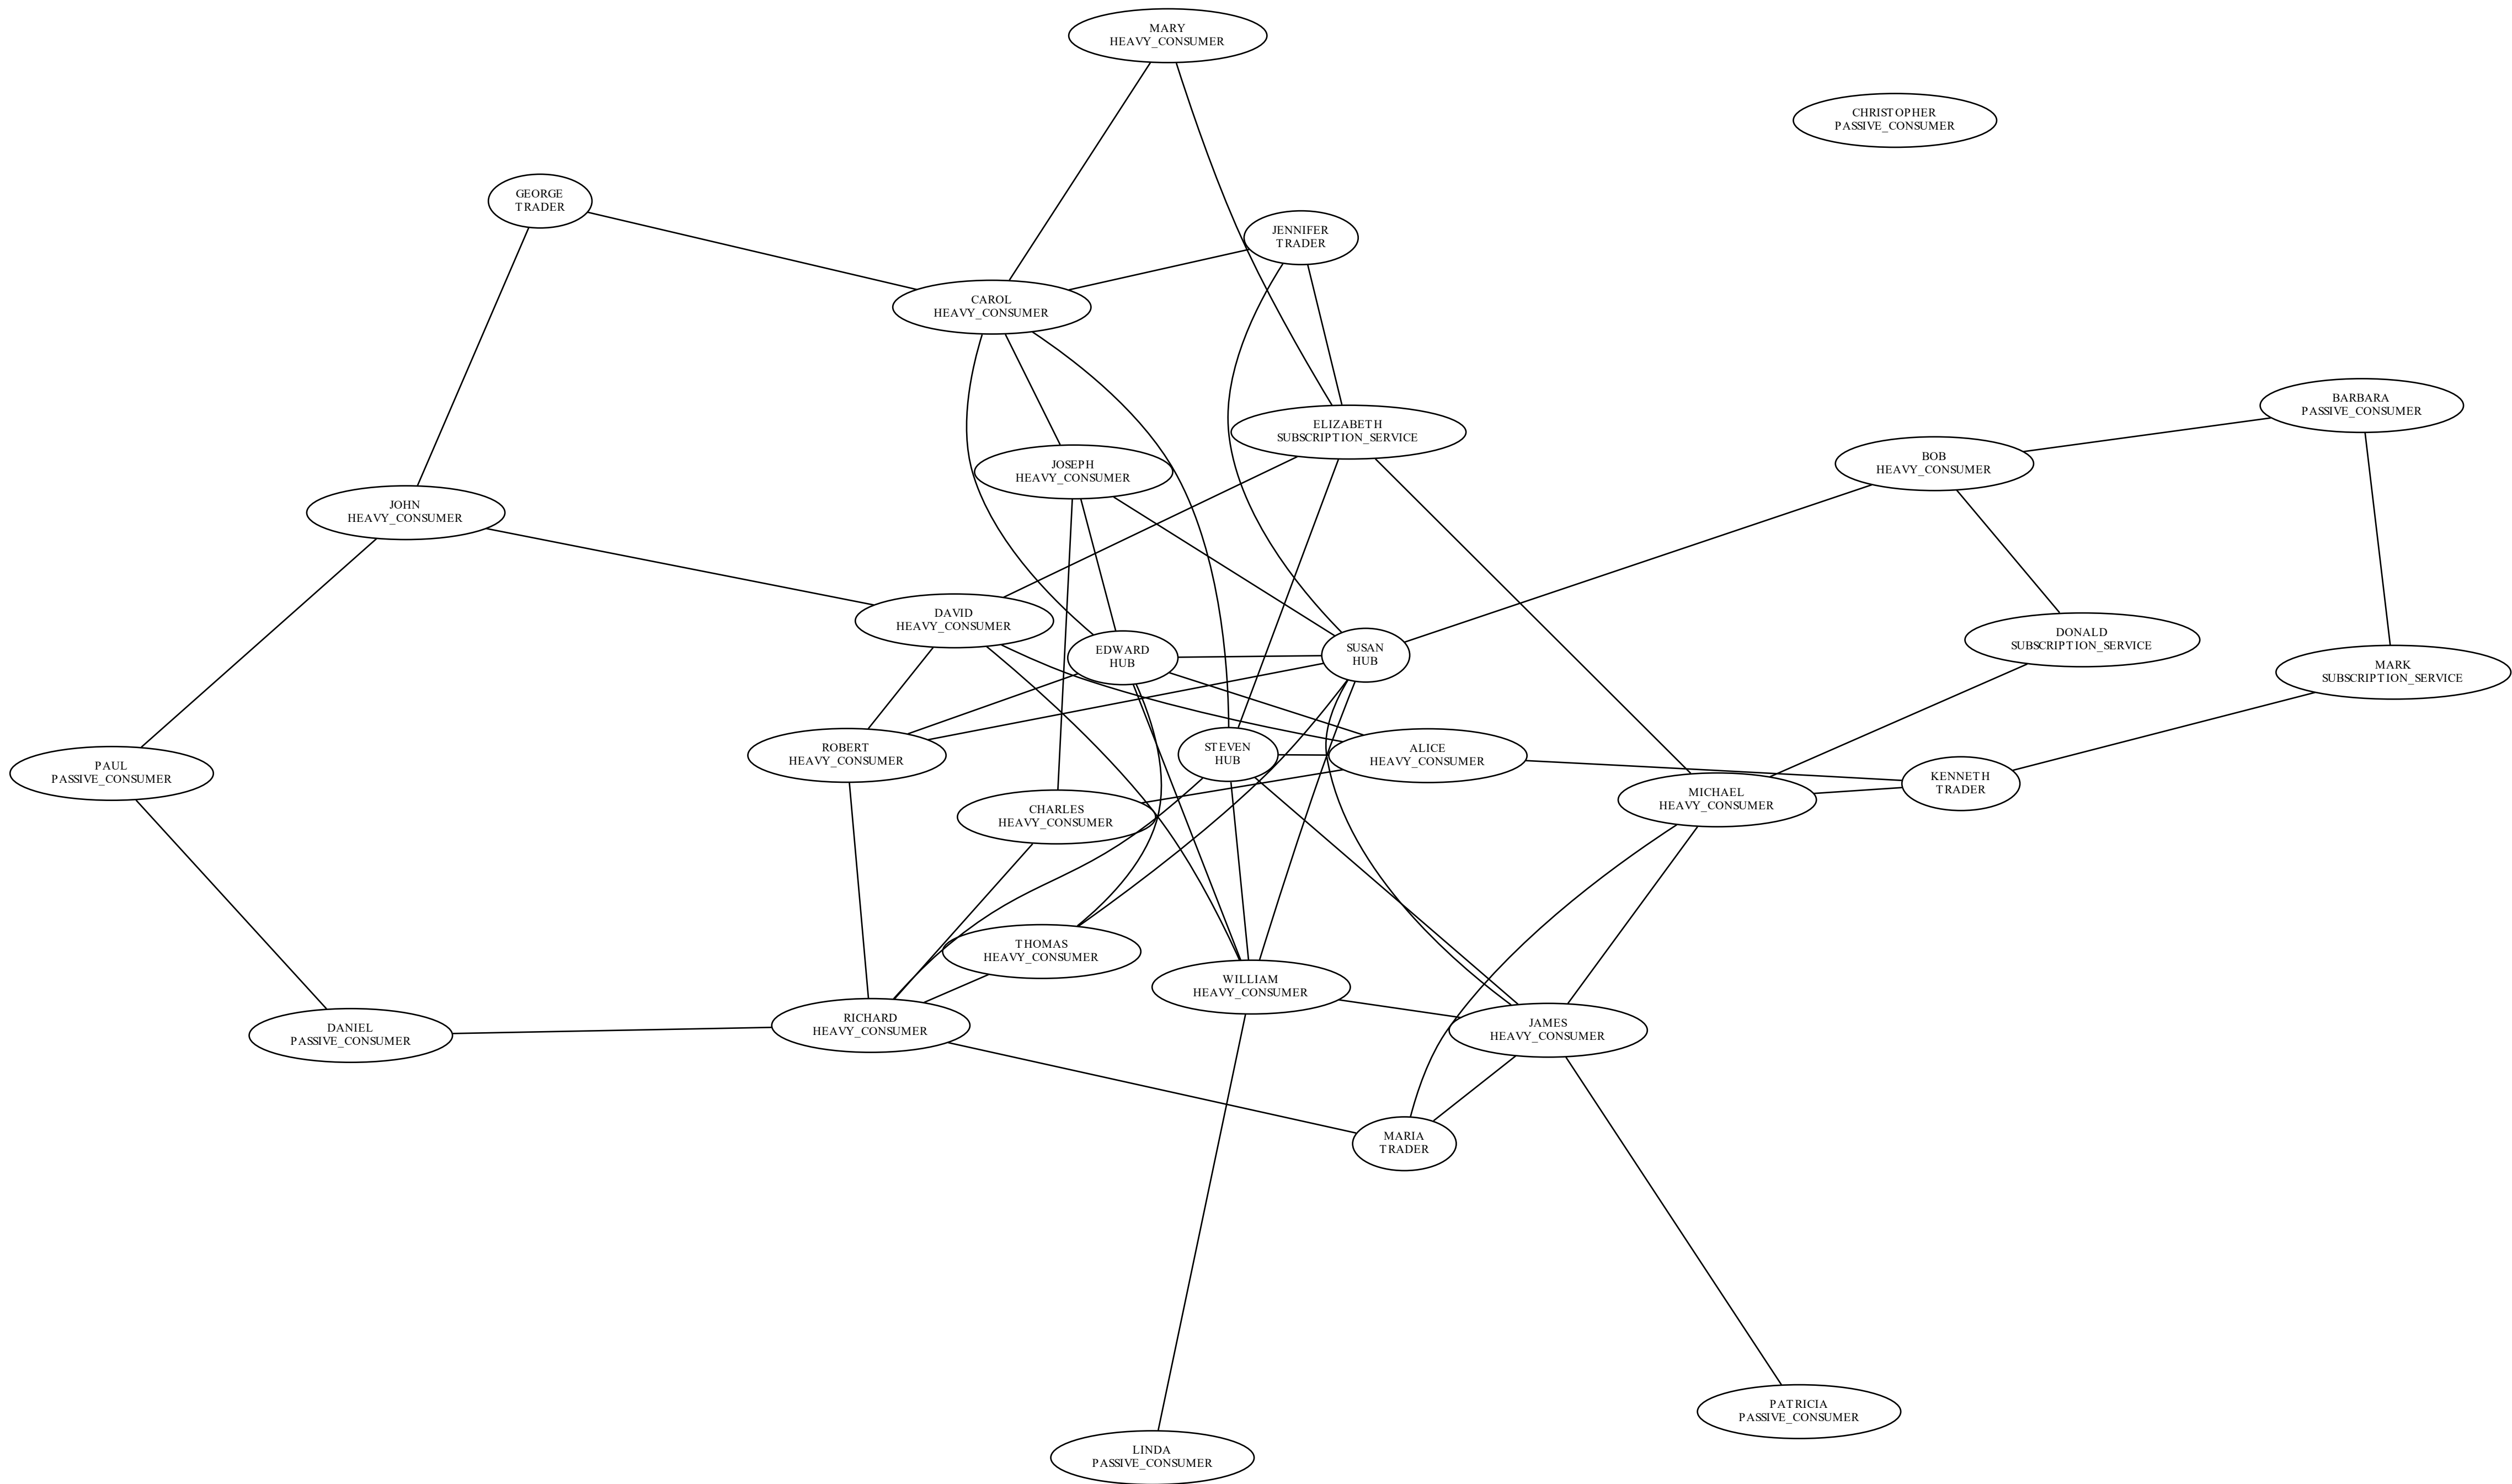 MARY
HEAVY_CONSUMER
CHRISTOPHER
PASSIVE_CONSUMER
GEORGE
TRADER
JENNIFER
TRADER
CAROL
HEAVY_CONSUMER
BARBARA
PASSIVE_CONSUMER
ELIZABETH
SUBSCRIPTION_SERVICE
BOB
HEAVY_CONSUMER
JOSEPH
HEAVY_CONSUMER
JOHN
HEAVY_CONSUMER
DAVID
HEAVY_CONSUMER
DONALD
SUBSCRIPTION_SERVICE
EDWARD
HUB
SUSAN
HUB
MARK
SUBSCRIPTION_SERVICE
ROBERT
HEAVY_CONSUMER
STEVEN
HUB
ALICE
HEAVY_CONSUMER
PAUL
PASSIVE_CONSUMER
KENNETH
TRADER
MICHAEL
HEAVY_CONSUMER
CHARLES
HEAVY_CONSUMER
THOMAS
HEAVY_CONSUMER
WILLIAM
HEAVY_CONSUMER
RICHARD
HEAVY_CONSUMER
JAMES
HEAVY_CONSUMER
DANIEL
PASSIVE_CONSUMER
MARIA
TRADER
PATRICIA
PASSIVE_CONSUMER
LINDA
PASSIVE_CONSUMER